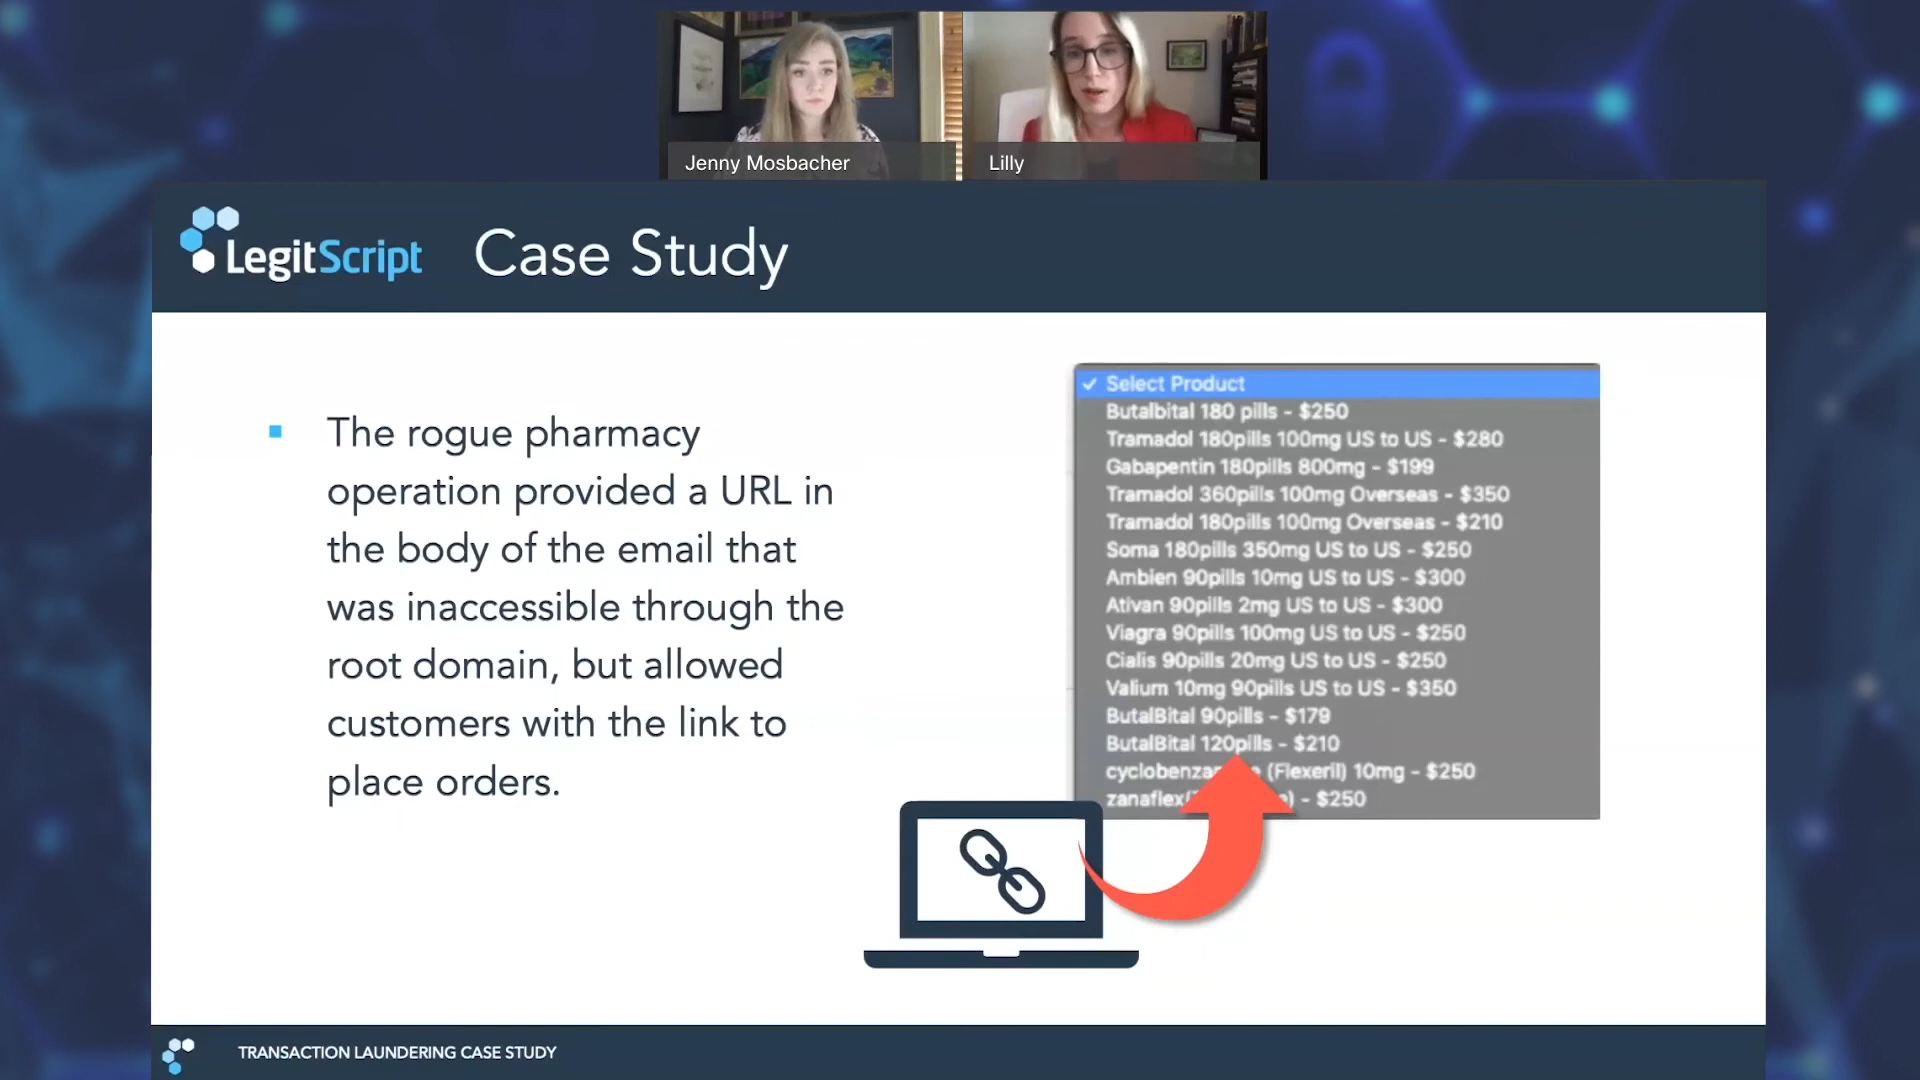 Jenny Mosbacher
Lilly
LegitScript
Case Study
The rogue pharmacy
operation provided a URL in
the body of the email that
was inaccessible through the
root domain, but allowed
customers with the link to
place orders.
✓ Select Product
Butalbital 180 pills - $250
Tramadol 180pills 100mg US to US - $280
Gabapentin 180pills 800mg - $199
Tramadol 360pills 100mg Overseas - $350
Tramadol 180pills 100mg Overseas - $210
Soma 180pills 350mg US to US - $250
Ambien 90pills 10mg US to US - $300
Ativan 90pills 2mg US to US - $300
Viagra 90pills 100mg US to US - $250
Cialis 90pills 20mg US to US - $250
Valium 10mg 90pills US to US - $350
ButalBital 90pills - $179
ButalBital 120pills - $210
(Flexeril) 10mg - $250
- $250
TRANSACTION LAUNDERING CASE STUDY